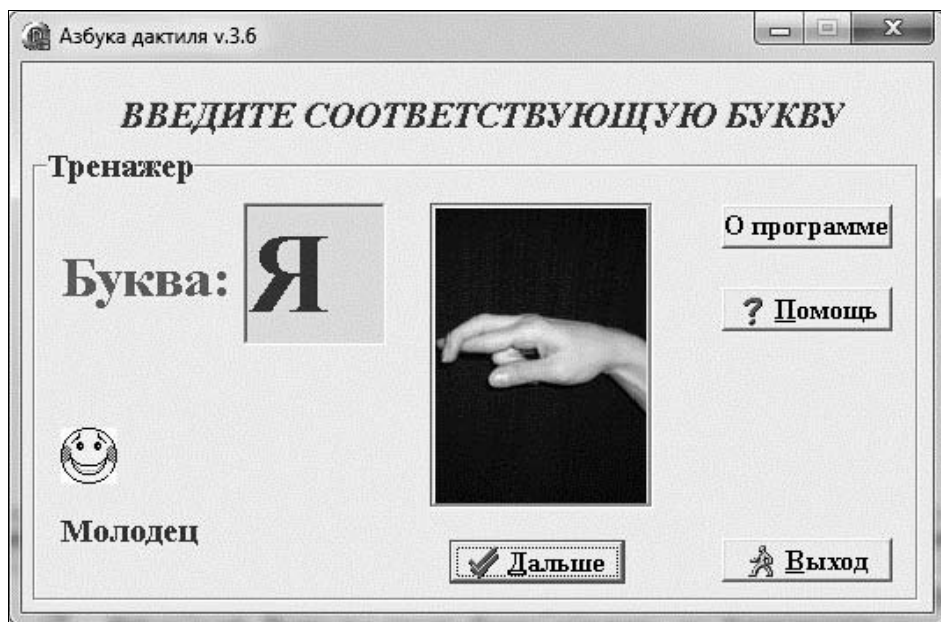 Азбука дактиля v.3.6
ВВЕДИТЕ СООТВЕТСТВУЮЩУЮ БУКВУ
Тренажер
Буква: Я
О программе
? Помощь
Молодец
Дальше
Выход